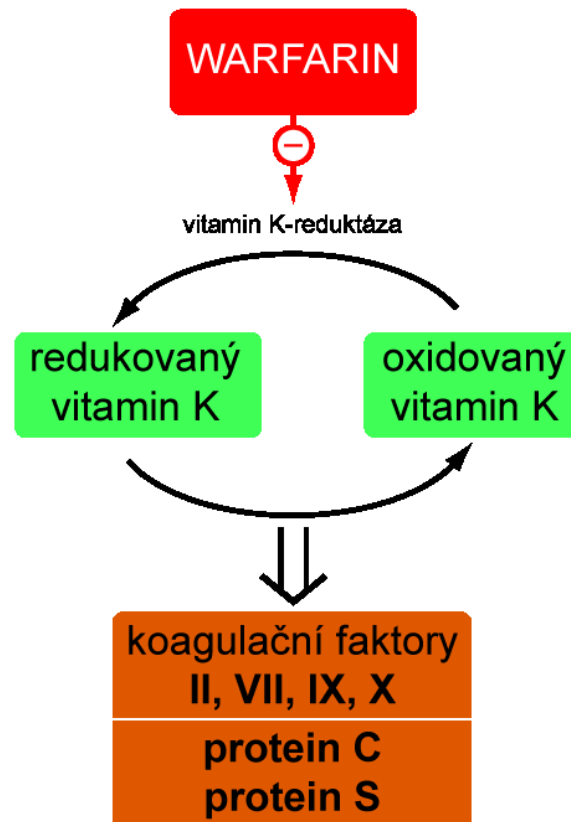 WARFARIN
vitamin K-reduktáza
redukovaný
vitamin K
oxidovaný
vitamin K
koagulační faktory
II, VII, IX, X
protein C
protein S